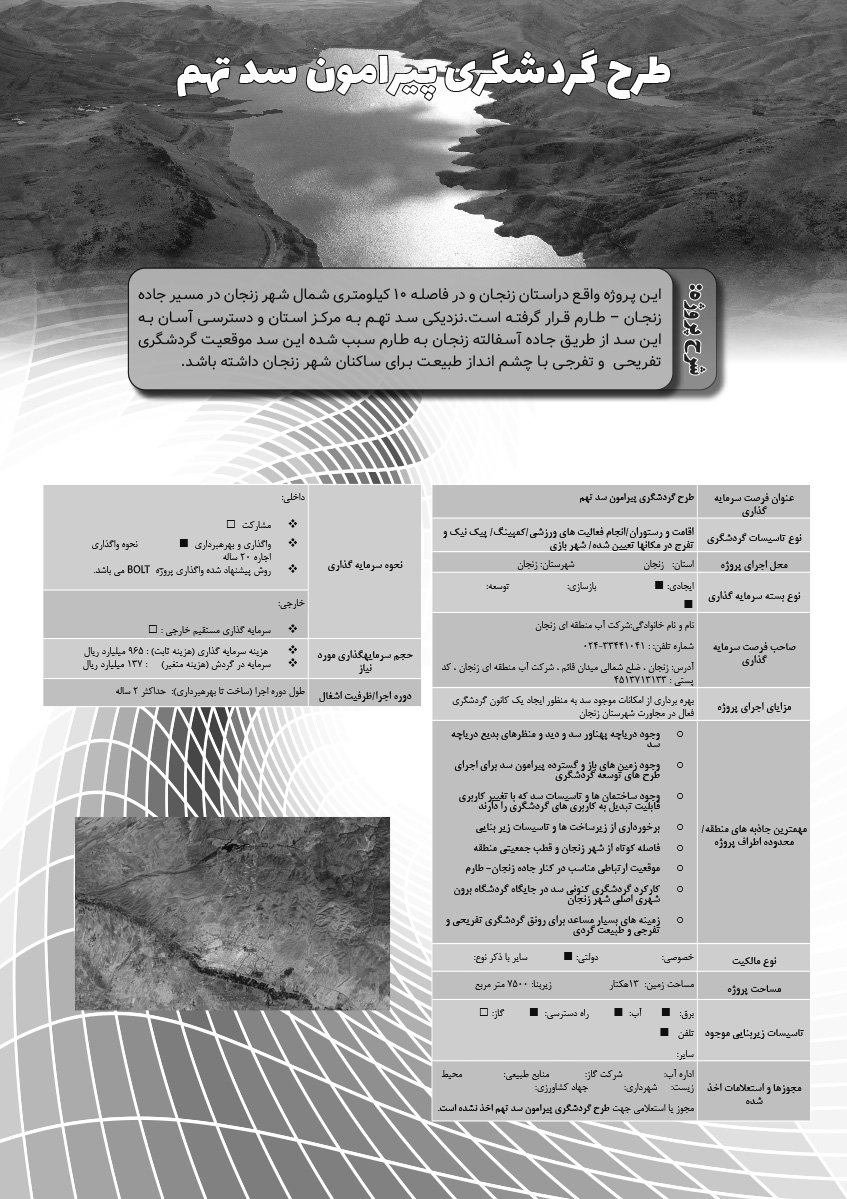 طرح گردشگری پیرامون سد تهم
شرح پروژه:
این پروژه واقع دراستان زنجان و در فاصله ۱۰ کیلومتری شمال شهر زنجان در مسیر جاده
زنجان – طارم قرار گرفته است.نزدیکی سد تهم به مرکز استان و دسترسی آسان به
این سد از طریق جاده آسفالته زنجان به طارم سبب شده این سد موقعیت گردشگری
تفریحی و تفرجی با چشم انداز طبیعت برای ساکنان شهر زنجان داشته باشد.
عنوان فرصت سرمایه
گذاری
طرح گردشگری پیرامون سد تهم
نوع تاسیسات گردشگری
اقامت و رستوران/انجام فعالیت های ورزشی/کمپینگ/ پیک نیک و
تفرج در مکانها تعیین شده/ شهر بازی
محل اجرای پروژه
استان: زنجان شهرستان: زنجان
نوع بسته سرمایه گذاری
ایجادی: ■ بازسازی: توسعه:
■
صاحب فرصت سرمایه
گذاری
نام و نام خانوادگی:شرکت آب منطقه ای زنجان
شماره تلفن: : ۳۳۴۴۱۰۴۱-۰۲۴
آدرس: زنجان ، ضلع شمالی میدان قائم ، شرکت آب منطقه ای زنجان ، کد
پستی : ۴۵۱۳۷۱۳۱۳۳
مزایای اجرای پروژه
بهره برداری از امکانات موجود سد به منظور ایجاد یک کانون گردشگری
فعال در مجاورت شهرستان زنجان
مهمترین جاذبه های منطقه/
محدوده اطراف پروژه
○ وجود دریاچه پهناور سد و دید و منظرهای بدیع دریاچه
سد
○ وجود زمین های باز و گسترده پیرامون سد برای اجرای
طرح های توسعه گردشگری
○ وجود ساختمان ها و تاسیسات سد که با تغییر کاربری
قابلیت تبدیل به کاربری های گردشگری را دارند
○ برخورداری از زیرساخت ها و تاسیسات زیر بنایی
○ فاصله کوتاه از شهر زنجان و قطب جمعیتی منطقه
○ موقعیت ارتباطی مناسب در کنار جاده زنجان- طارم
○ کارکرد گردشگری کنونی سد در جایگاه گردشگاه برون
شهری اصلی شهر زنجان
○ زمینه های بسیار مساعد برای رونق گردشگری تفریحی و
تفرجی و طبیعت گردی
نوع مالکیت
خصوصی: دولتی: ■ سایر با ذکر نوع:
مساحت پروژه
مساحت زمین: ۱۳هکتار زیربنا: ۷۵۰۰ متر مربع
تاسیسات زیربنایی موجود
برق: ■ آب: ■ راه دسترسی: ■ گاز: □
تلفن ■
سایر:
مجوزها و استعلامات اخذ
شده
اداره آب: شرکت گاز: منابع طبیعی: محیط
زیست: شهرداری: جهاد کشاورزی:
مجوز یا استعلامی جهت طرح گردشگری پیرامون سد تهم اخذ نشده است.
نحوه سرمایه گذاری
داخلی:
❖ مشارکت □
❖ واگذاری و بهرهبرداری ■ نحوه واگذاری
اجاره ۲۰ ساله
❖ روش پیشنهاد شده واگذاری پروژه BOLT می باشد.
خارجی:
❖ سرمایه گذاری مستقیم خارجی : □
حجم سرمایهگذاری مورد
نیاز
❖ هزینه سرمایه گذاری (هزینه ثابت) : ۹۶۵ میلیارد ریال
❖ سرمایه در گردش (هزینه متغیر) : ۱۳۷ میلیارد ریال
دوره اجرا/ظرفیت اشغال
طول دوره اجرا (ساخت تا بهرهبرداری): حداکثر ۲ ساله